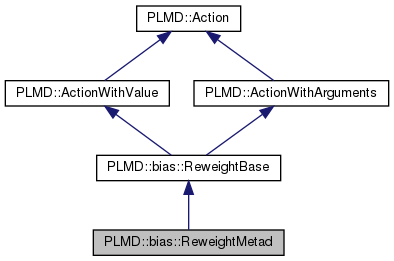 PLMD::Action
PLMD::ActionWithValue
PLMD::ActionWithArguments
PLMD::bias::ReweightBase
PLMD::bias::ReweightMetad